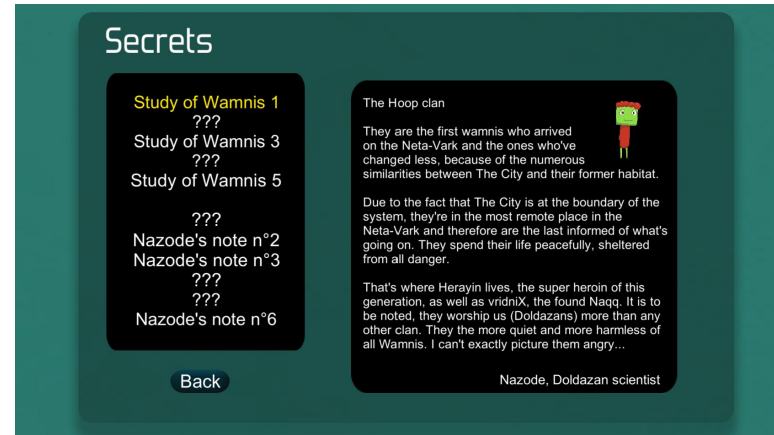 Secrets
Study of Wamnis 1
???
Study of Wamnis 3
???
Study of Wamnis 5
???
Nazode's note n°2
Nazode's note n°3
???
???
Nazode's note n°6
Back
The Hoop clan
They are the first wamnis who arrived
on the Neta-Vark and the ones who've
changed less, because of the numerous
similarities between The City and their former habitat.
Due to the fact that The City is at the boundary of the
system, they're in the most remote place in the
Neta-Vark and therefore are the last informed of what's
going on. They spend their life peacefully, sheltered
from all danger.
That's where Herayin lives, the super heroin of this
generation, as well as vridniX, the found Naqq. It is to
be noted, they worship us (Doldazans) more than any
other clan. They the more quiet and more harmless of
all Wamnis. I can't exactly picture them angry...
Nazode, Doldazan scientist